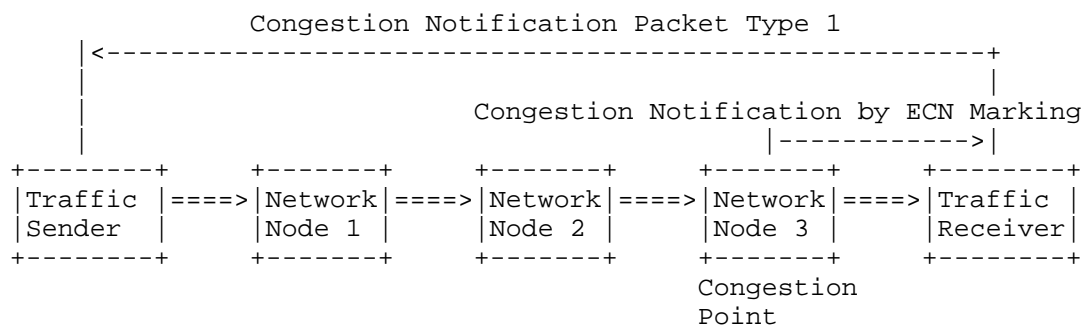 Congestion Notification Packet Type 1
|<-------------------------------------------------------+
| |
| Congestion Notification by ECN Marking
| |------------>|
+--------+ +-------+ +-------+ +-------+ +--------+
|Traffic |====>|Network|====>|Network|====>|Network|====>|Traffic |
|Sender | |Node 1 | |Node 2 | |Node 3 | |Receiver|
+--------+ +-------+ +-------+ +-------+ +--------+
Congestion
Point